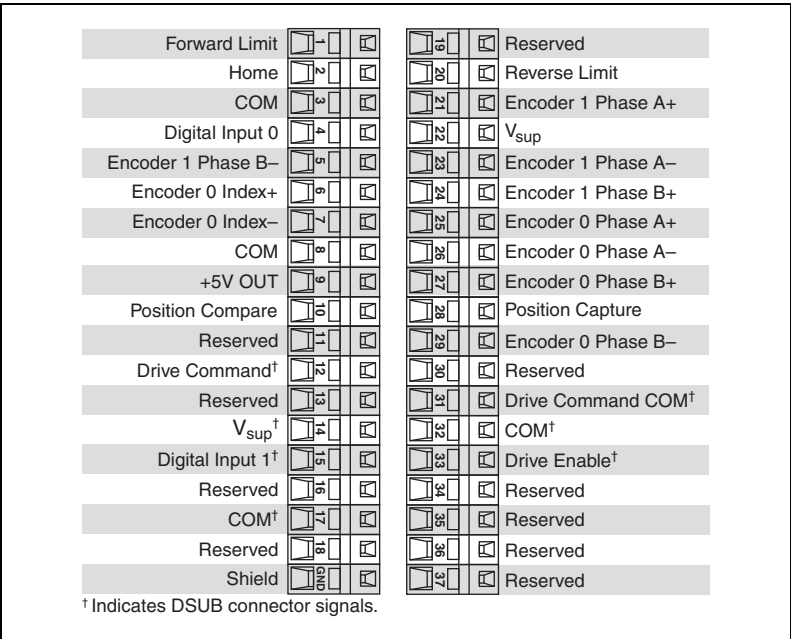 Forward Limit 1 19 Reserved
Home 2 20 Reverse Limit
COM 3 21 Encoder 1 Phase A+
Digital Input 0 4 22 Vsup
Encoder 1 Phase B– 5 23 Encoder 1 Phase A–
Encoder 0 Index+ 6 24 Encoder 1 Phase B+
Encoder 0 Index– 7 25 Encoder 0 Phase A+
COM 8 26 Encoder 0 Phase A–
+5V OUT 9 27 Encoder 0 Phase B+
Position Compare 10 28 Position Capture
Reserved 11 29 Encoder 0 Phase B–
Drive Command† 12 30 Reserved
Reserved 13 31 Drive Command COM†
Vsup† 14 32 COM†
Digital Input 1† 15 33 Drive Enable†
Reserved 16 34 Reserved
COM† 17 35 Reserved
Reserved 18 36 Reserved
Shield GND 37 Reserved
† Indicates DSUB connector signals.